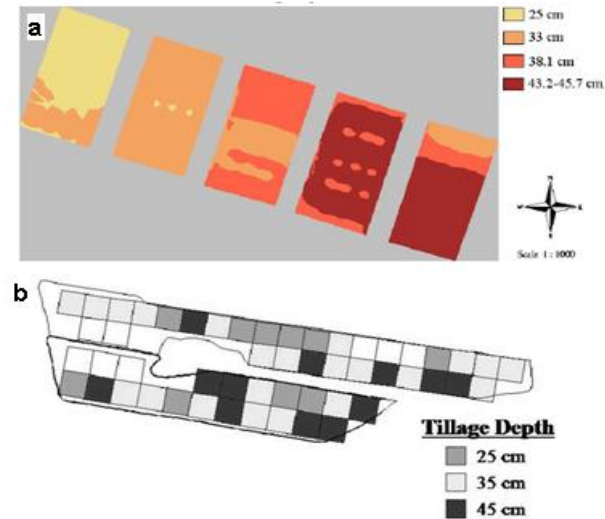 a
25 cm
33 cm
38.1 cm
43.2-45.7 cm
N
W E
S
Scale 1 : 1000
b
Tillage Depth
25 cm
35 cm
45 cm